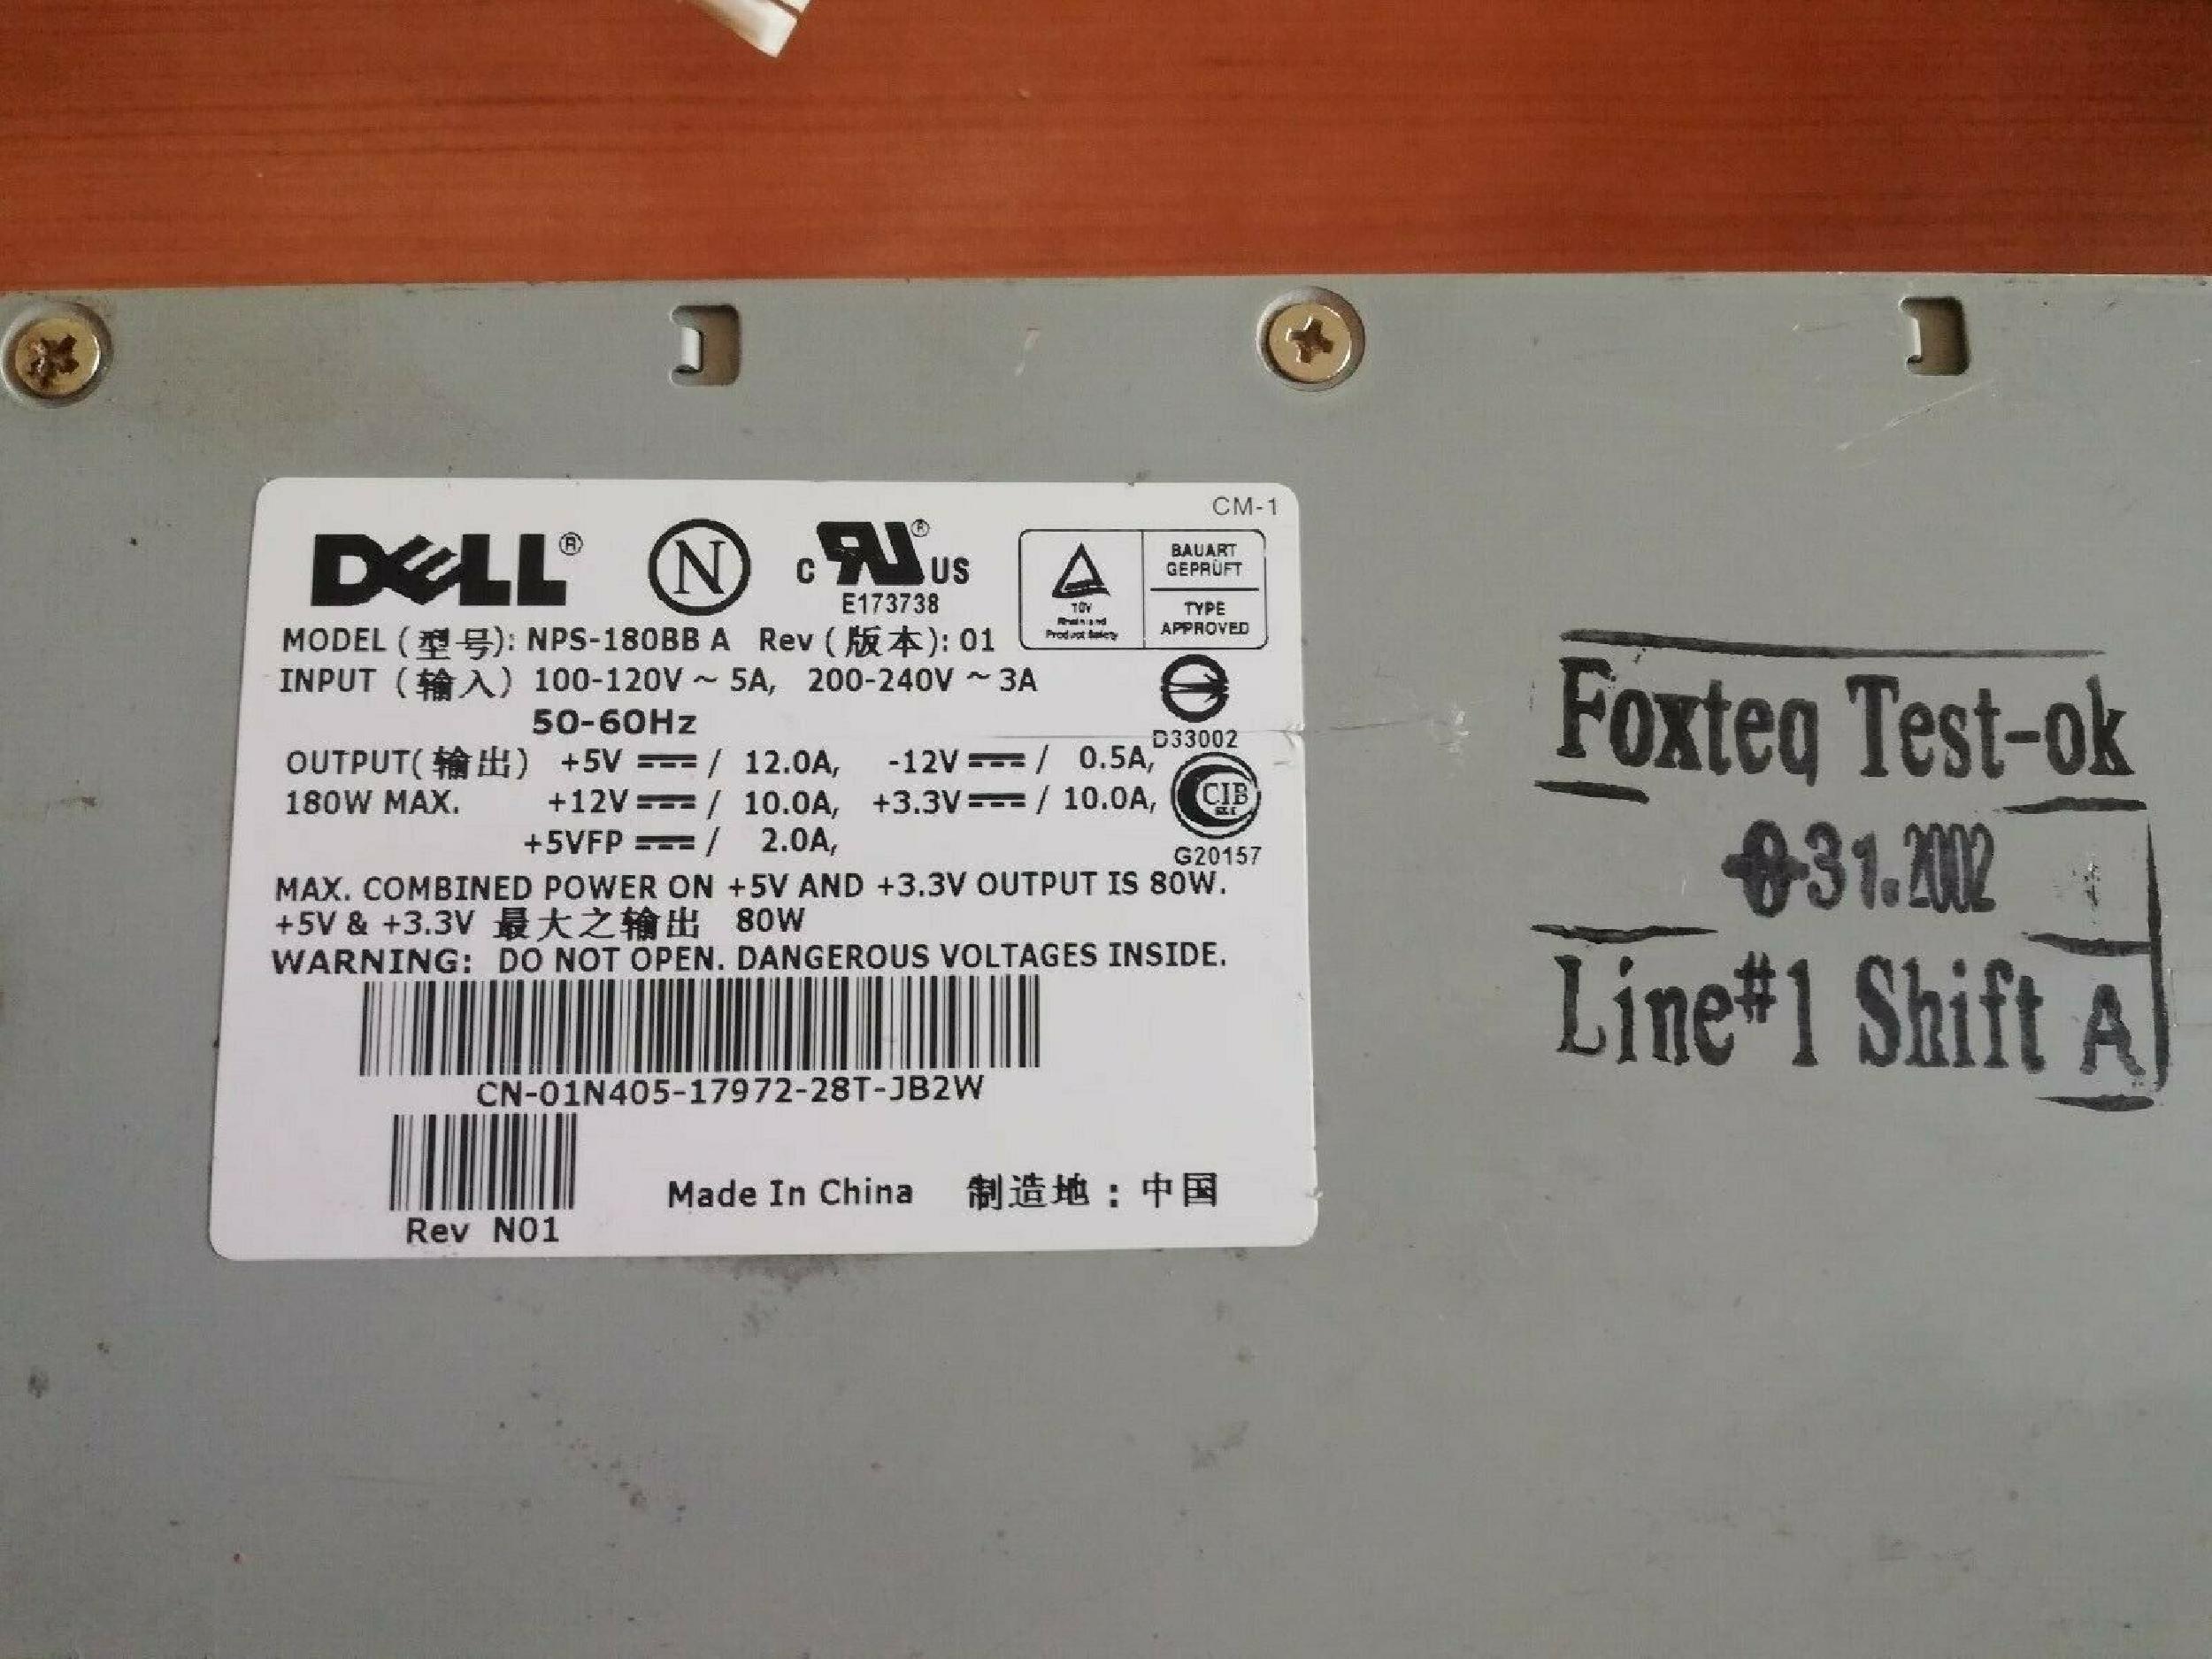 CM-1
DELL®
N
c RU® US
E173738
TÜV
Rheinland
Product Safety
BAUART
GEPRÜFT
TYPE
APPROVED
MODEL (型号): NPS-180BB A Rev (版本): 01
INPUT (输入) 100-120V ~ 5A, 200-240V ~ 3A
50-60Hz
D33002
OUTPUT(输出) +5V ⎓ / 12.0A, -12V ⎓ / 0.5A,
180W MAX. +12V ⎓ / 10.0A, +3.3V ⎓ / 10.0A,
+5VFP ⎓ / 2.0A,
CIB
G20157
MAX. COMBINED POWER ON +5V AND +3.3V OUTPUT IS 80W.
+5V & +3.3V 最大之输出 80W
WARNING: DO NOT OPEN. DANGEROUS VOLTAGES INSIDE.
CN-01N405-17972-28T-JB2W
Rev N01
Made In China 制造地：中国
Foxteq Test-ok
31.2002
Line#1 Shift A